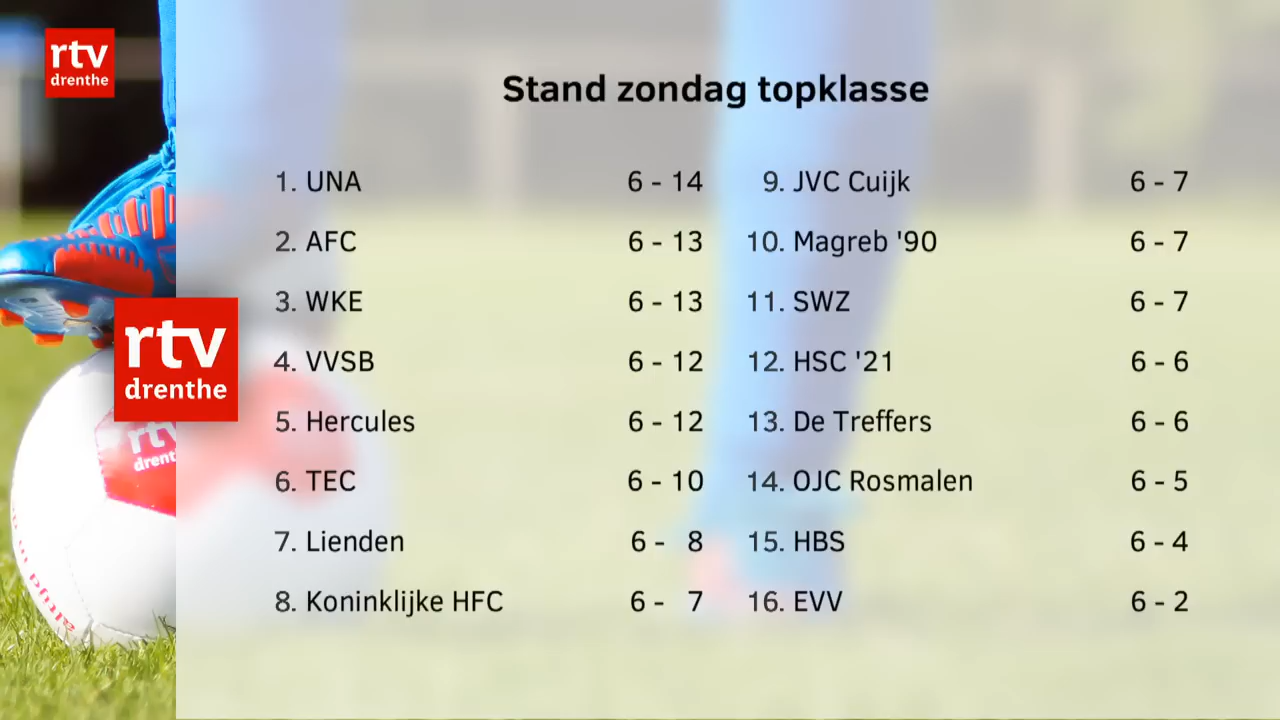 rtv
drenthe
Stand zondag topklasse
1. UNA 6 - 14
2. AFC 6 - 13
3. WKE 6 - 13
4. VVSB 6 - 12
5. Hercules 6 - 12
6. TEC 6 - 10
7. Lienden 6 - 8
8. Koninklijke HFC 6 - 7
9. JVC Cuijk 6 - 7
10. Magreb '90 6 - 7
11. SWZ 6 - 7
12. HSC '21 6 - 6
13. De Treffers 6 - 6
14. OJC Rosmalen 6 - 5
15. HBS 6 - 4
16. EVV 6 - 2
rtv
drenthe
rtv
drent